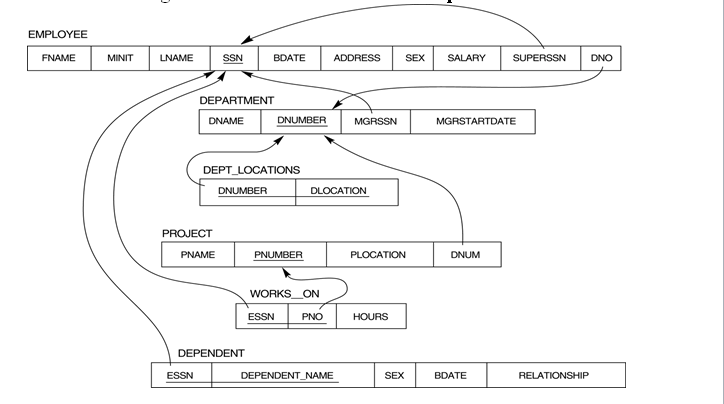 EMPLOYEE
FNAME MINIT LNAME SSN BDATE ADDRESS SEX SALARY SUPERSSN DNO
DEPARTMENT
DNAME DNUMBER MGRSSN MGRSTARTDATE
DEPT_LOCATIONS
DNUMBER DLOCATION
PROJECT
PNAME PNUMBER PLOCATION DNUM
WORKS_ON
ESSN PNO HOURS
DEPENDENT
ESSN DEPENDENT_NAME SEX BDATE RELATIONSHIP